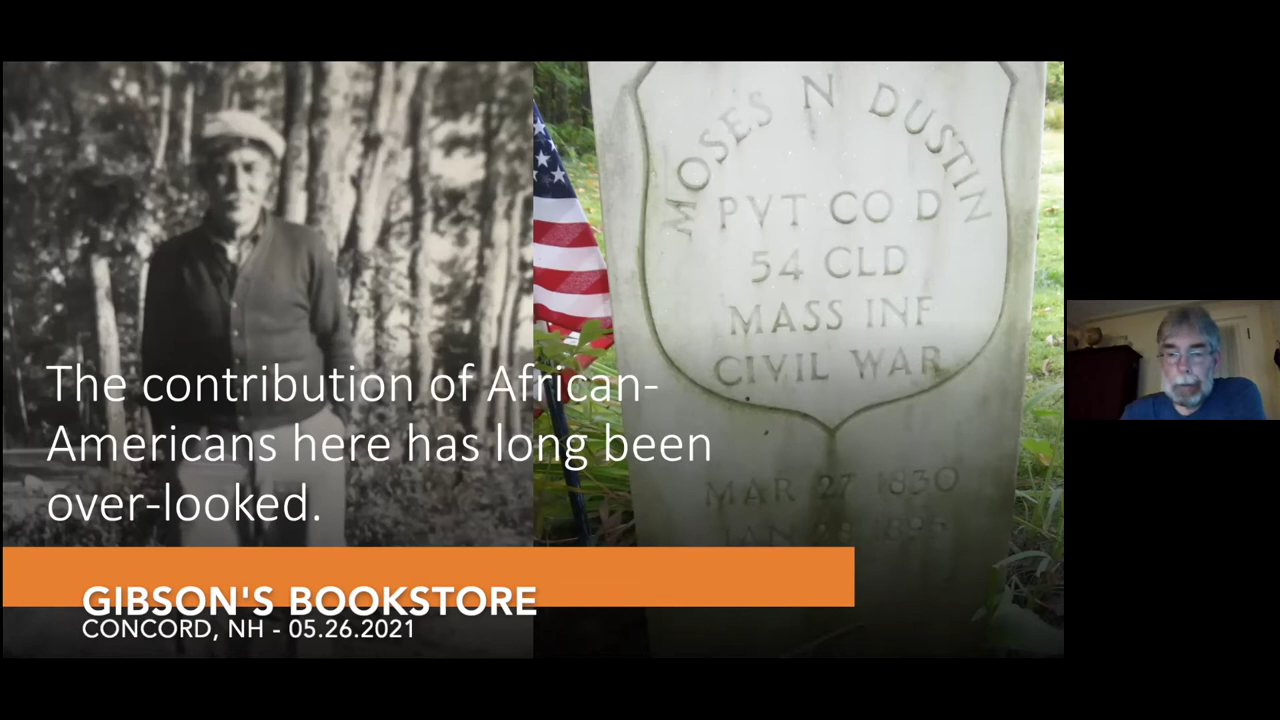 MOSES N DUSTIN
PVT CO D
54 CLD
MASS INF
CIVIL WAR
MAR 27 1830
The contribution of African-
Americans here has long been
over-looked.
GIBSON'S BOOKSTORE
CONCORD, NH - 05.26.2021